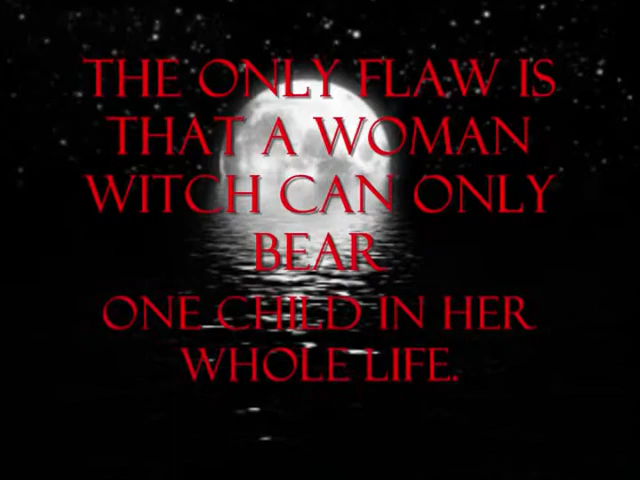 THE ONLY FLAW IS
THAT A WOMAN
WITCH CAN ONLY
BEAR
ONE CHILD IN HER
WHOLE LIFE.